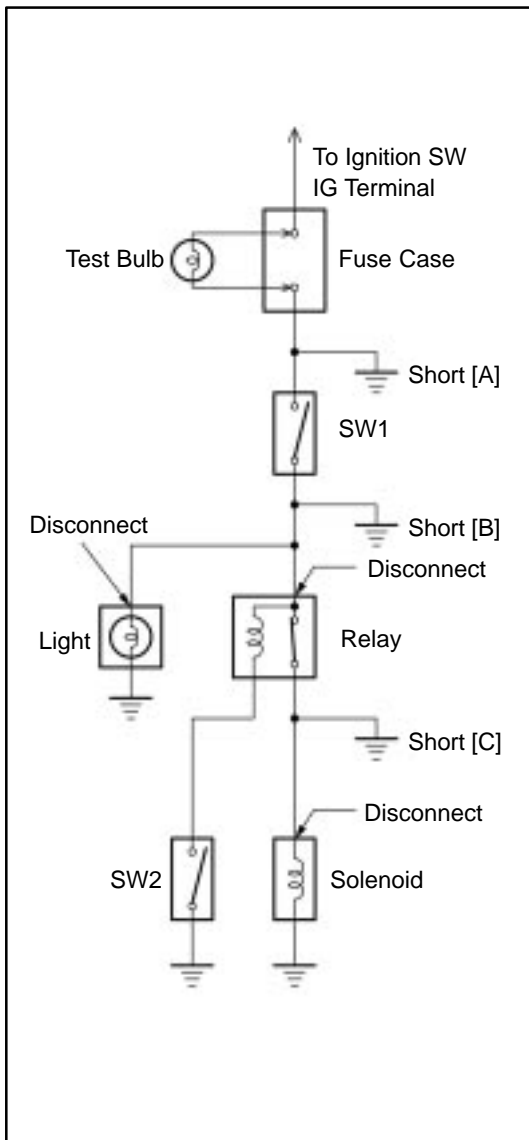 To Ignition SW
IG Terminal
Test Bulb
Fuse Case
Short [A]
SW1
Disconnect
Short [B]
Disconnect
Light
Relay
Short [C]
Disconnect
SW2
Solenoid